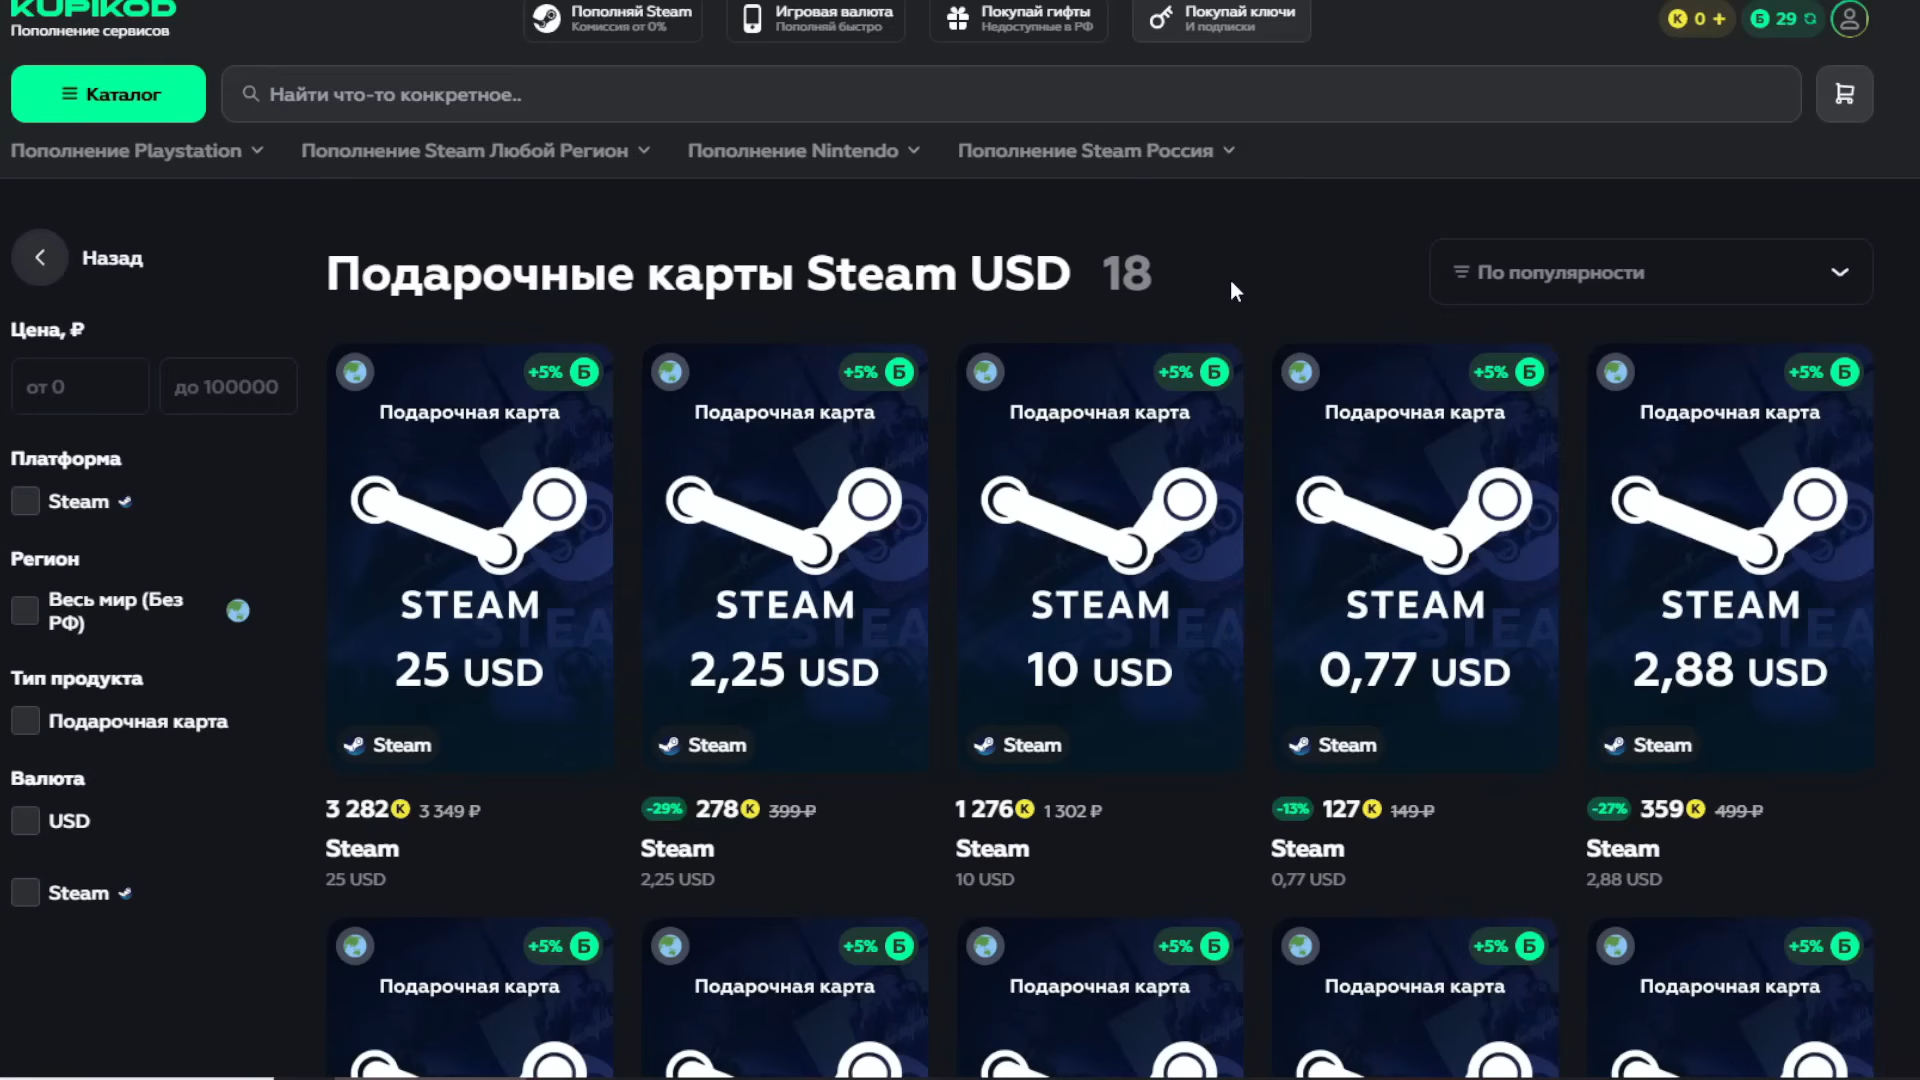 KUPIKOD
Пополнение сервисов
Пополняй Steam
Комиссия от 0%
Игровая валюта
Пополняй быстро
Покупай гифты
Недоступные в РФ
Покупай ключи
И подписки
К 0 +
Б 29
Каталог
Найти что-то конкретное..
Пополнение Playstation
Пополнение Steam Любой Регион
Пополнение Nintendo
Пополнение Steam Россия
Назад
Подарочные карты Steam USD 18
По популярности
Цена, ₽
от 0
до 100000
Платформа
Steam
Регион
Весь мир (Без
РФ)
Тип продукта
Подарочная карта
Валюта
USD
Steam
+5% Б
Подарочная карта
STEAM
25 USD
Steam
3 282 К 3 349 ₽
Steam
25 USD
+5% Б
Подарочная карта
STEAM
2,25 USD
Steam
-29% 278 К 399 ₽
Steam
2,25 USD
+5% Б
Подарочная карта
STEAM
10 USD
Steam
1 276 К 1 302 ₽
Steam
10 USD
+5% Б
Подарочная карта
STEAM
0,77 USD
Steam
-13% 127 К 149 ₽
Steam
0,77 USD
+5% Б
Подарочная карта
STEAM
2,88 USD
Steam
-27% 359 К 499 ₽
Steam
2,88 USD
+5% Б
Подарочная карта
+5% Б
Подарочная карта
+5% Б
Подарочная карта
+5% Б
Подарочная карта
+5% Б
Подарочная карта